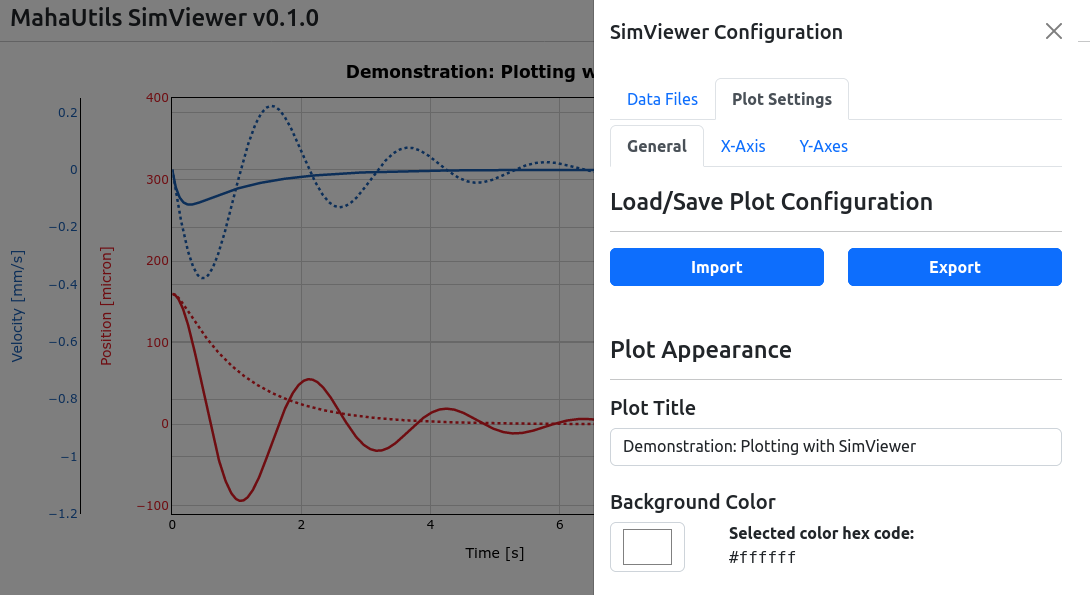 MahaUtils SimViewer v0.1.0
Demonstration: Plotting w
Velocity [mm/s]
0.2
0
−0.2
−0.4
−0.6
−0.8
−1
−1.2
Position [micron]
400
300
200
100
0
−100
0
2
4
6
Time [s]
SimViewer Configuration
Data Files
Plot Settings
General
X-Axis
Y-Axes
Load/Save Plot Configuration
Import
Export
Plot Appearance
Plot Title
Demonstration: Plotting with SimViewer
Background Color
Selected color hex code:
#ffffff